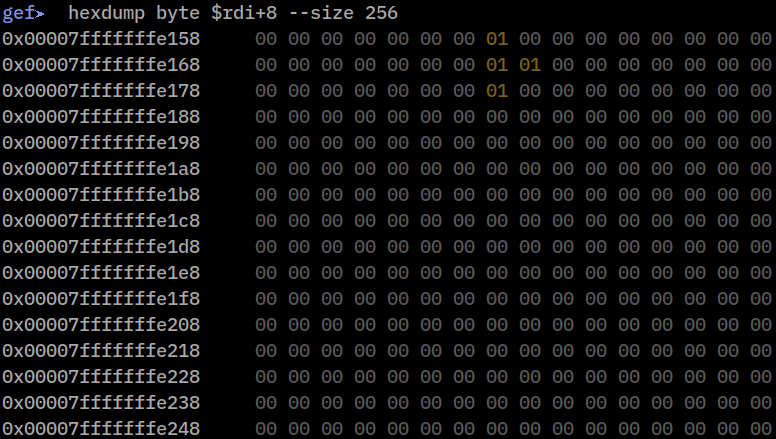 gef➤  hexdump byte $rdi+8 --size 256
0x00007fffffffe158     00 00 00 00 00 00 00 01 00 00 00 00 00 00 00 00
0x00007fffffffe168     00 00 00 00 00 00 00 01 01 00 00 00 00 00 00 00
0x00007fffffffe178     00 00 00 00 00 00 00 01 00 00 00 00 00 00 00 00
0x00007fffffffe188     00 00 00 00 00 00 00 00 00 00 00 00 00 00 00 00
0x00007fffffffe198     00 00 00 00 00 00 00 00 00 00 00 00 00 00 00 00
0x00007fffffffe1a8     00 00 00 00 00 00 00 00 00 00 00 00 00 00 00 00
0x00007fffffffe1b8     00 00 00 00 00 00 00 00 00 00 00 00 00 00 00 00
0x00007fffffffe1c8     00 00 00 00 00 00 00 00 00 00 00 00 00 00 00 00
0x00007fffffffe1d8     00 00 00 00 00 00 00 00 00 00 00 00 00 00 00 00
0x00007fffffffe1e8     00 00 00 00 00 00 00 00 00 00 00 00 00 00 00 00
0x00007fffffffe1f8     00 00 00 00 00 00 00 00 00 00 00 00 00 00 00 00
0x00007fffffffe208     00 00 00 00 00 00 00 00 00 00 00 00 00 00 00 00
0x00007fffffffe218     00 00 00 00 00 00 00 00 00 00 00 00 00 00 00 00
0x00007fffffffe228     00 00 00 00 00 00 00 00 00 00 00 00 00 00 00 00
0x00007fffffffe238     00 00 00 00 00 00 00 00 00 00 00 00 00 00 00 00
0x00007fffffffe248     00 00 00 00 00 00 00 00 00 00 00 00 00 00 00 00